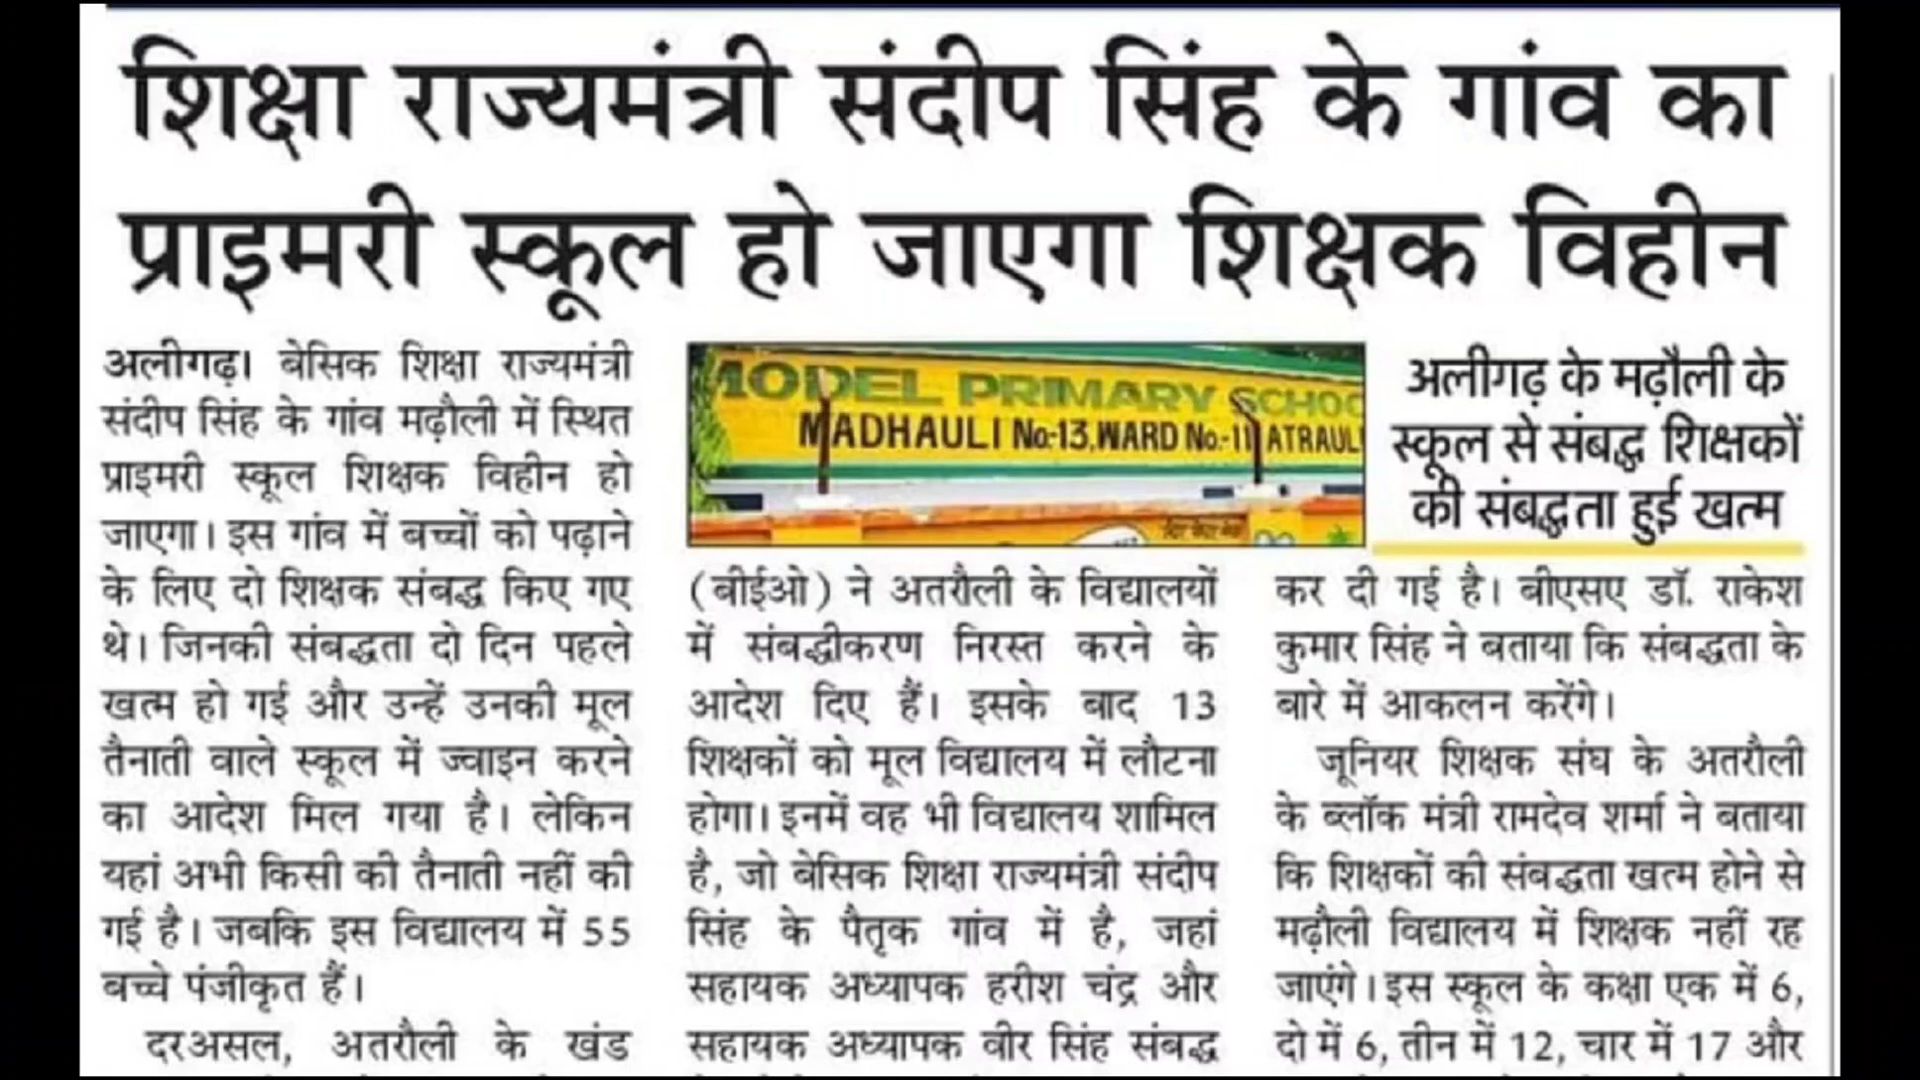 शिक्षा राज्यमंत्री संदीप सिंह के गांव का
प्राइमरी स्कूल हो जाएगा शिक्षक विहीन
अलीगढ़। बेसिक शिक्षा राज्यमंत्री
संदीप सिंह के गांव मढ़ौली में स्थित
प्राइमरी स्कूल शिक्षक विहीन हो
जाएगा। इस गांव में बच्चों को पढ़ाने
के लिए दो शिक्षक संबद्ध किए गए
थे। जिनकी संबद्धता दो दिन पहले
खत्म हो गई और उन्हें उनकी मूल
तैनाती वाले स्कूल में ज्वाइन करने
का आदेश मिल गया है। लेकिन
यहां अभी किसी की तैनाती नहीं की
गई है। जबकि इस विद्यालय में 55
बच्चे पंजीकृत हैं।
दरअसल, अतरौली के खंड
MODEL PRIMARY SCHOO
MADHAULI No-13, WARD No.-11 ATRAULI
अलीगढ़ के मढ़ौली के
स्कूल से संबद्ध शिक्षकों
की संबद्धता हुई खत्म
(बीईओ) ने अतरौली के विद्यालयों
में संबद्धीकरण निरस्त करने के
आदेश दिए हैं। इसके बाद 13
शिक्षकों को मूल विद्यालय में लौटना
होगा। इनमें वह भी विद्यालय शामिल
है, जो बेसिक शिक्षा राज्यमंत्री संदीप
सिंह के पैतृक गांव में है, जहां
सहायक अध्यापक हरीश चंद्र और
सहायक अध्यापक वीर सिंह संबद्ध
कर दी गई है। बीएसए डॉ. राकेश
कुमार सिंह ने बताया कि संबद्धता के
बारे में आकलन करेंगे।
जूनियर शिक्षक संघ के अतरौली
के ब्लॉक मंत्री रामदेव शर्मा ने बताया
कि शिक्षकों की संबद्धता खत्म होने से
मढ़ौली विद्यालय में शिक्षक नहीं रह
जाएंगे। इस स्कूल के कक्षा एक में 6,
दो में 6, तीन में 12, चार में 17 और